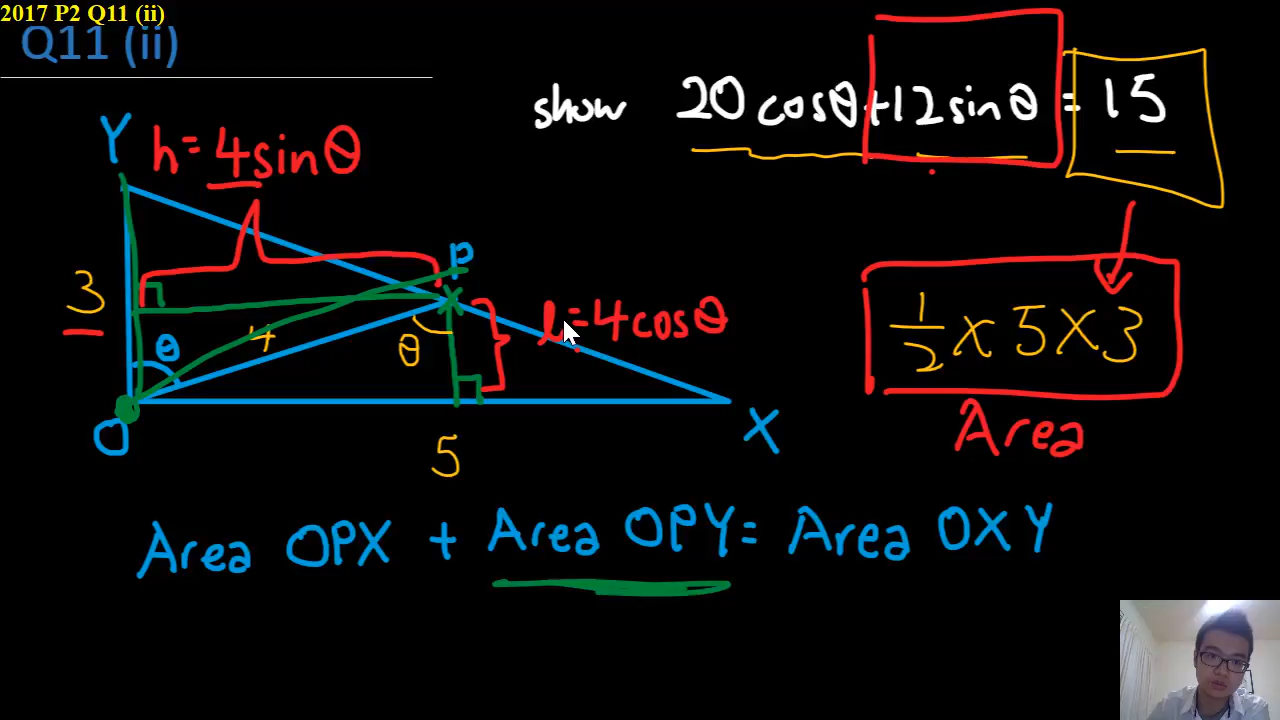 2017 P2 Q11 (ii)
Q11 (ii)
show 20cosθ+12sinθ = 15
Y
h=4sinθ
P
3
l=4cosθ
θ
4
θ
1/2 × 5 × 3
O
5
X
Area
Area OPX + Area OPY = Area OXY